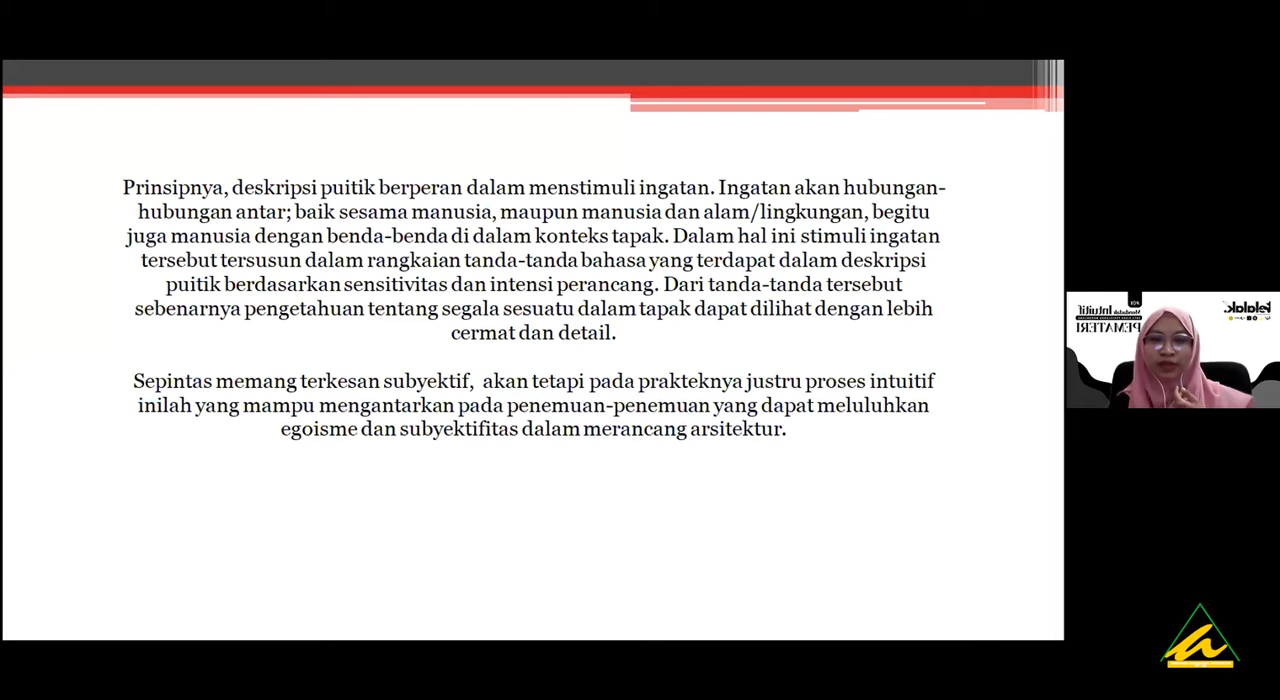 Prinsipnya, deskripsi puitik berperan dalam menstimuli ingatan. Ingatan akan hubungan-
hubungan antar; baik sesama manusia, maupun manusia dan alam/lingkungan, begitu
juga manusia dengan benda-benda di dalam konteks tapak. Dalam hal ini stimuli ingatan
tersebut tersusun dalam rangkaian tanda-tanda bahasa yang terdapat dalam deskripsi
puitik berdasarkan sensitivitas dan intensi perancang. Dari tanda-tanda tersebut
sebenarnya pengetahuan tentang segala sesuatu dalam tapak dapat dilihat dengan lebih
cermat dan detail.
Sepintas memang terkesan subyektif,  akan tetapi pada prakteknya justru proses intuitif
inilah yang mampu mengantarkan pada penemuan-penemuan yang dapat meluluhkan
egoisme dan subyektifitas dalam merancang arsitektur.
Intuitif
PEMATERI